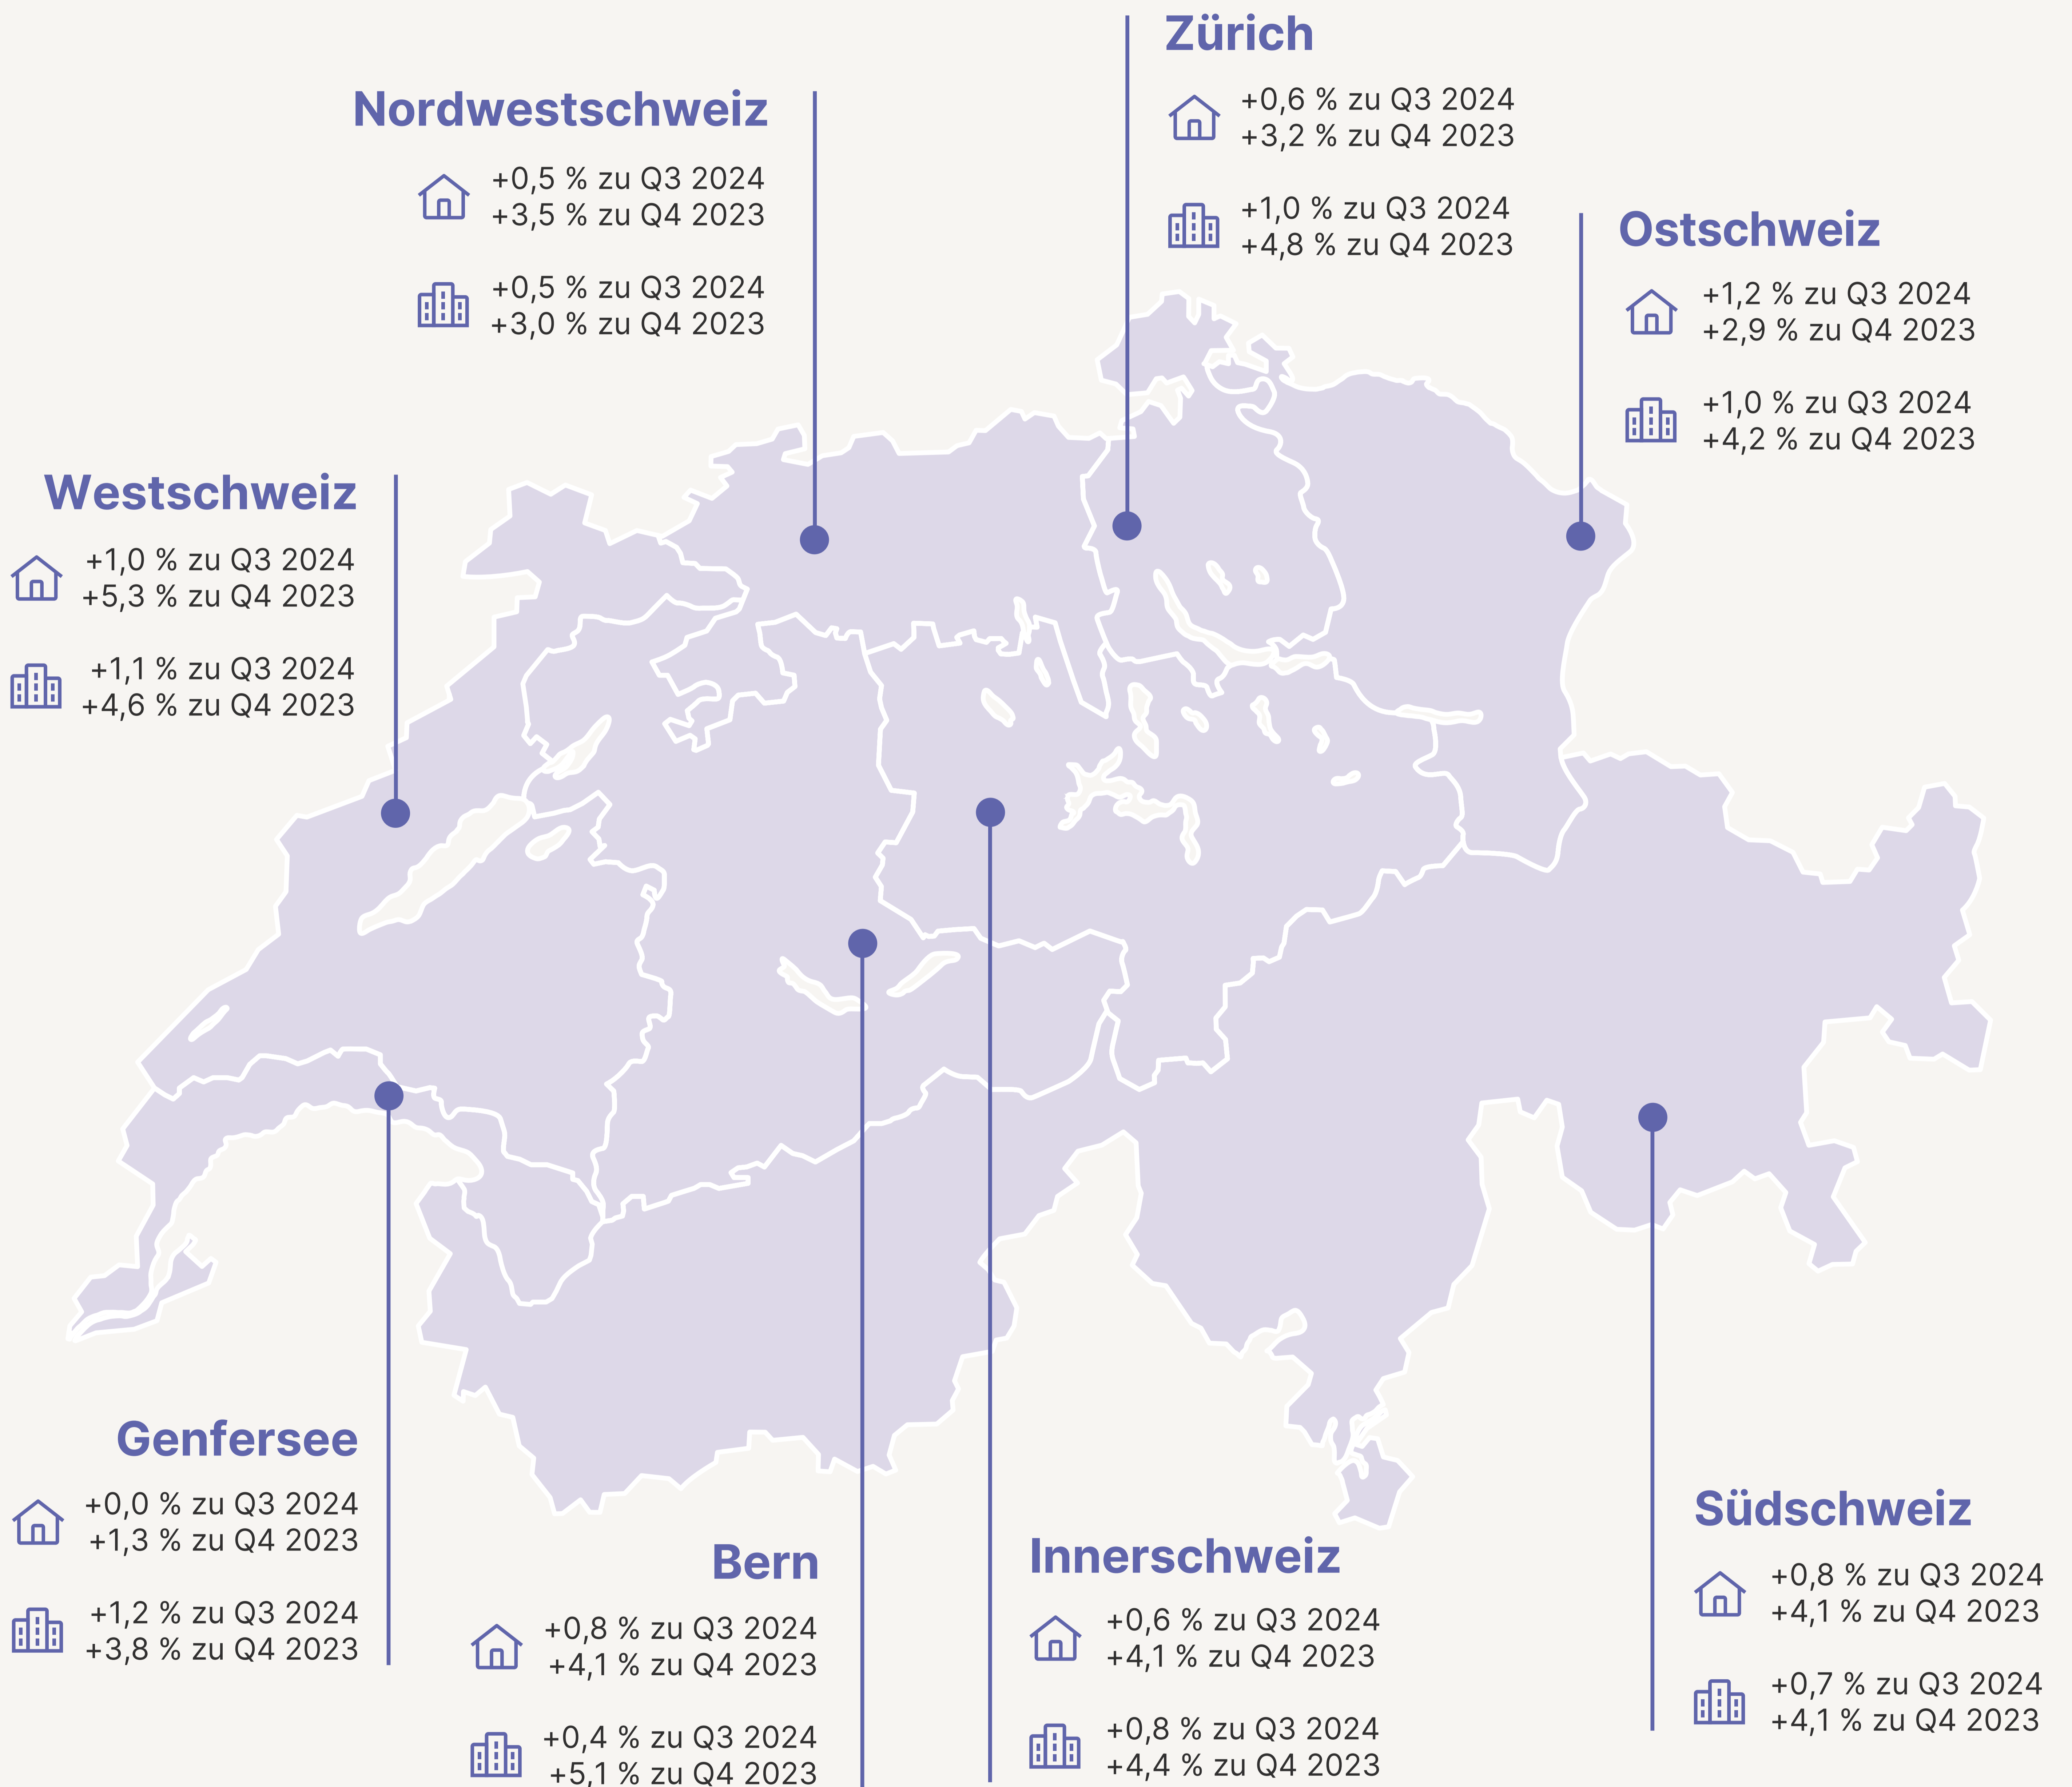 Zürich
+0,6 % zu Q3 2024
+3,2 % zu Q4 2023
+1,0 % zu Q3 2024
+4,8 % zu Q4 2023
Nordwestschweiz
+0,5 % zu Q3 2024
+3,5 % zu Q4 2023
+0,5 % zu Q3 2024
+3,0 % zu Q4 2023
Ostschweiz
+1,2 % zu Q3 2024
+2,9 % zu Q4 2023
+1,0 % zu Q3 2024
+4,2 % zu Q4 2023
Westschweiz
+1,0 % zu Q3 2024
+5,3 % zu Q4 2023
+1,1 % zu Q3 2024
+4,6 % zu Q4 2023
Genfersee
+0,0 % zu Q3 2024
+1,3 % zu Q4 2023
+1,2 % zu Q3 2024
+3,8 % zu Q4 2023
Bern
+0,8 % zu Q3 2024
+4,1 % zu Q4 2023
+0,4 % zu Q3 2024
+5,1 % zu Q4 2023
Innerschweiz
+0,6 % zu Q3 2024
+4,1 % zu Q4 2023
+0,8 % zu Q3 2024
+4,4 % zu Q4 2023
Südschweiz
+0,8 % zu Q3 2024
+4,1 % zu Q4 2023
+0,7 % zu Q3 2024
+4,1 % zu Q4 2023